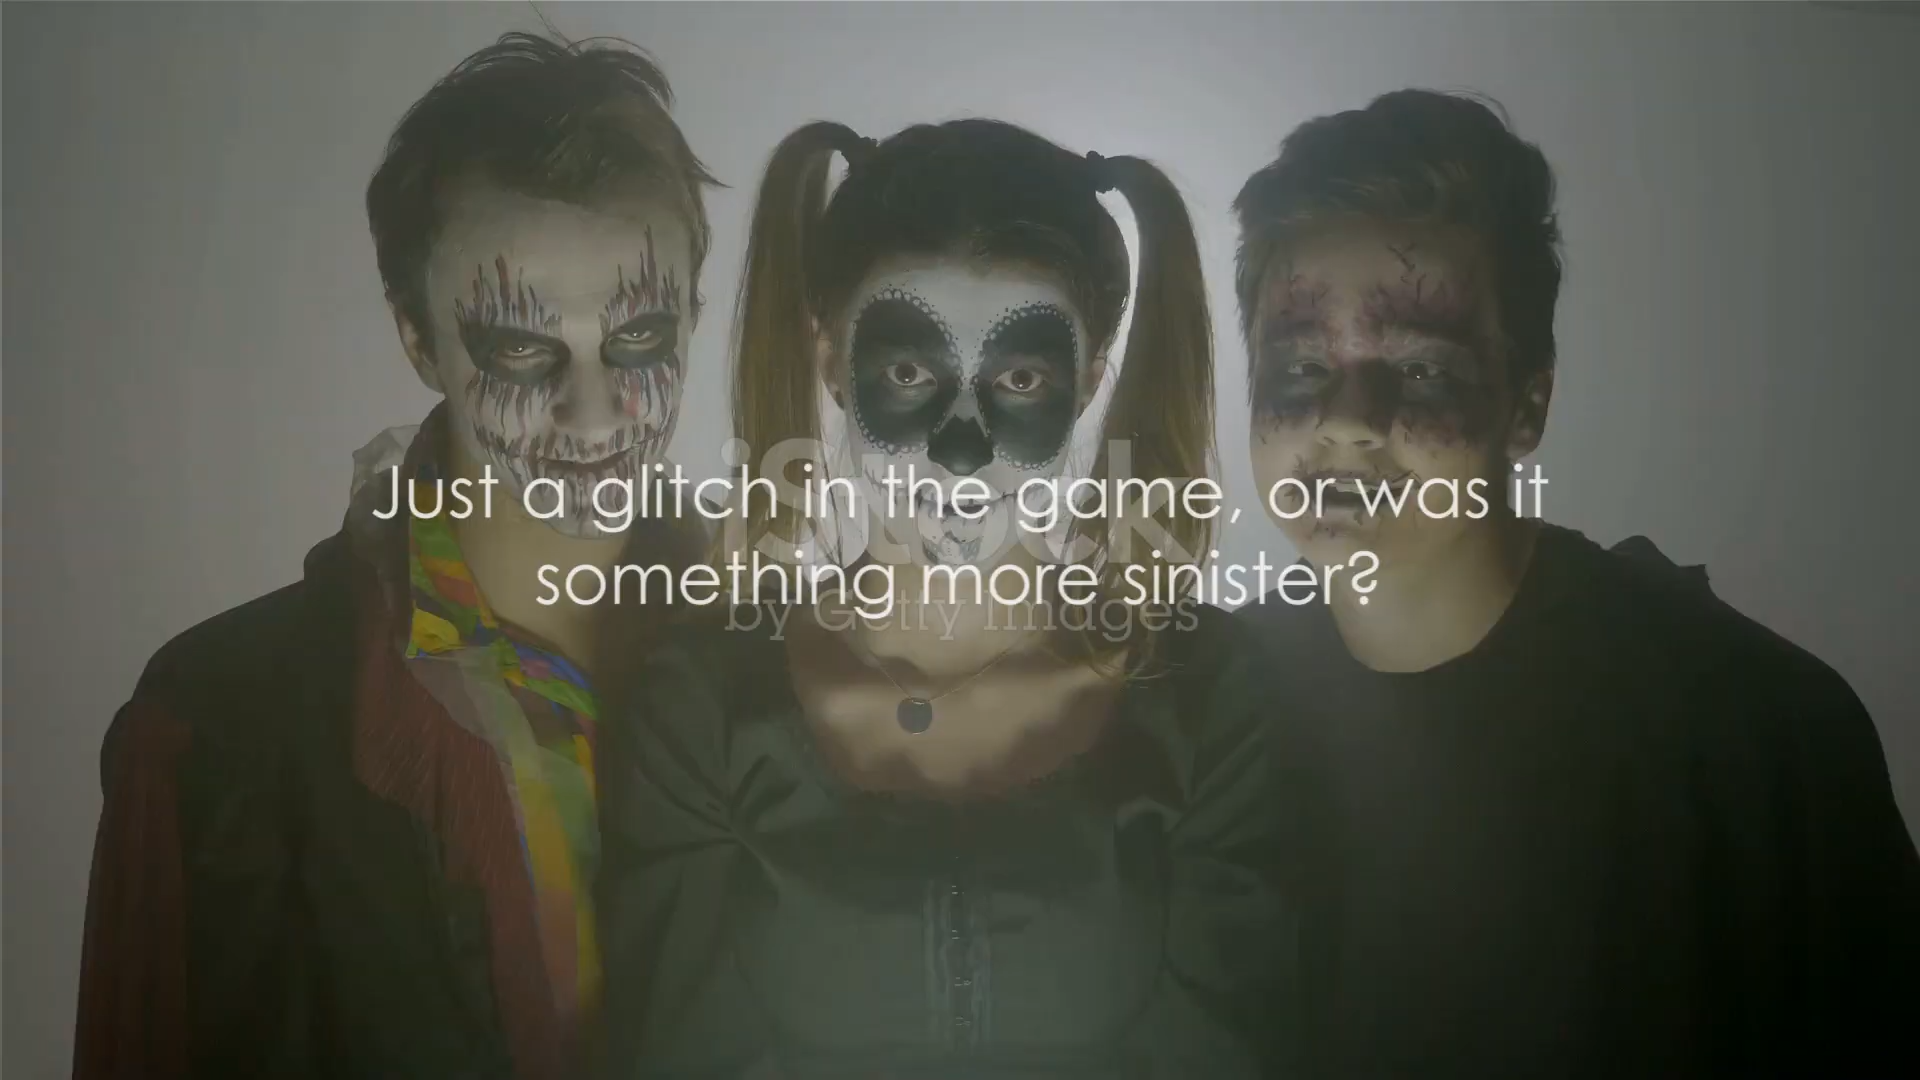 iStock
Just a glitch in the game, or was it
something more sinister?
by Getty Images